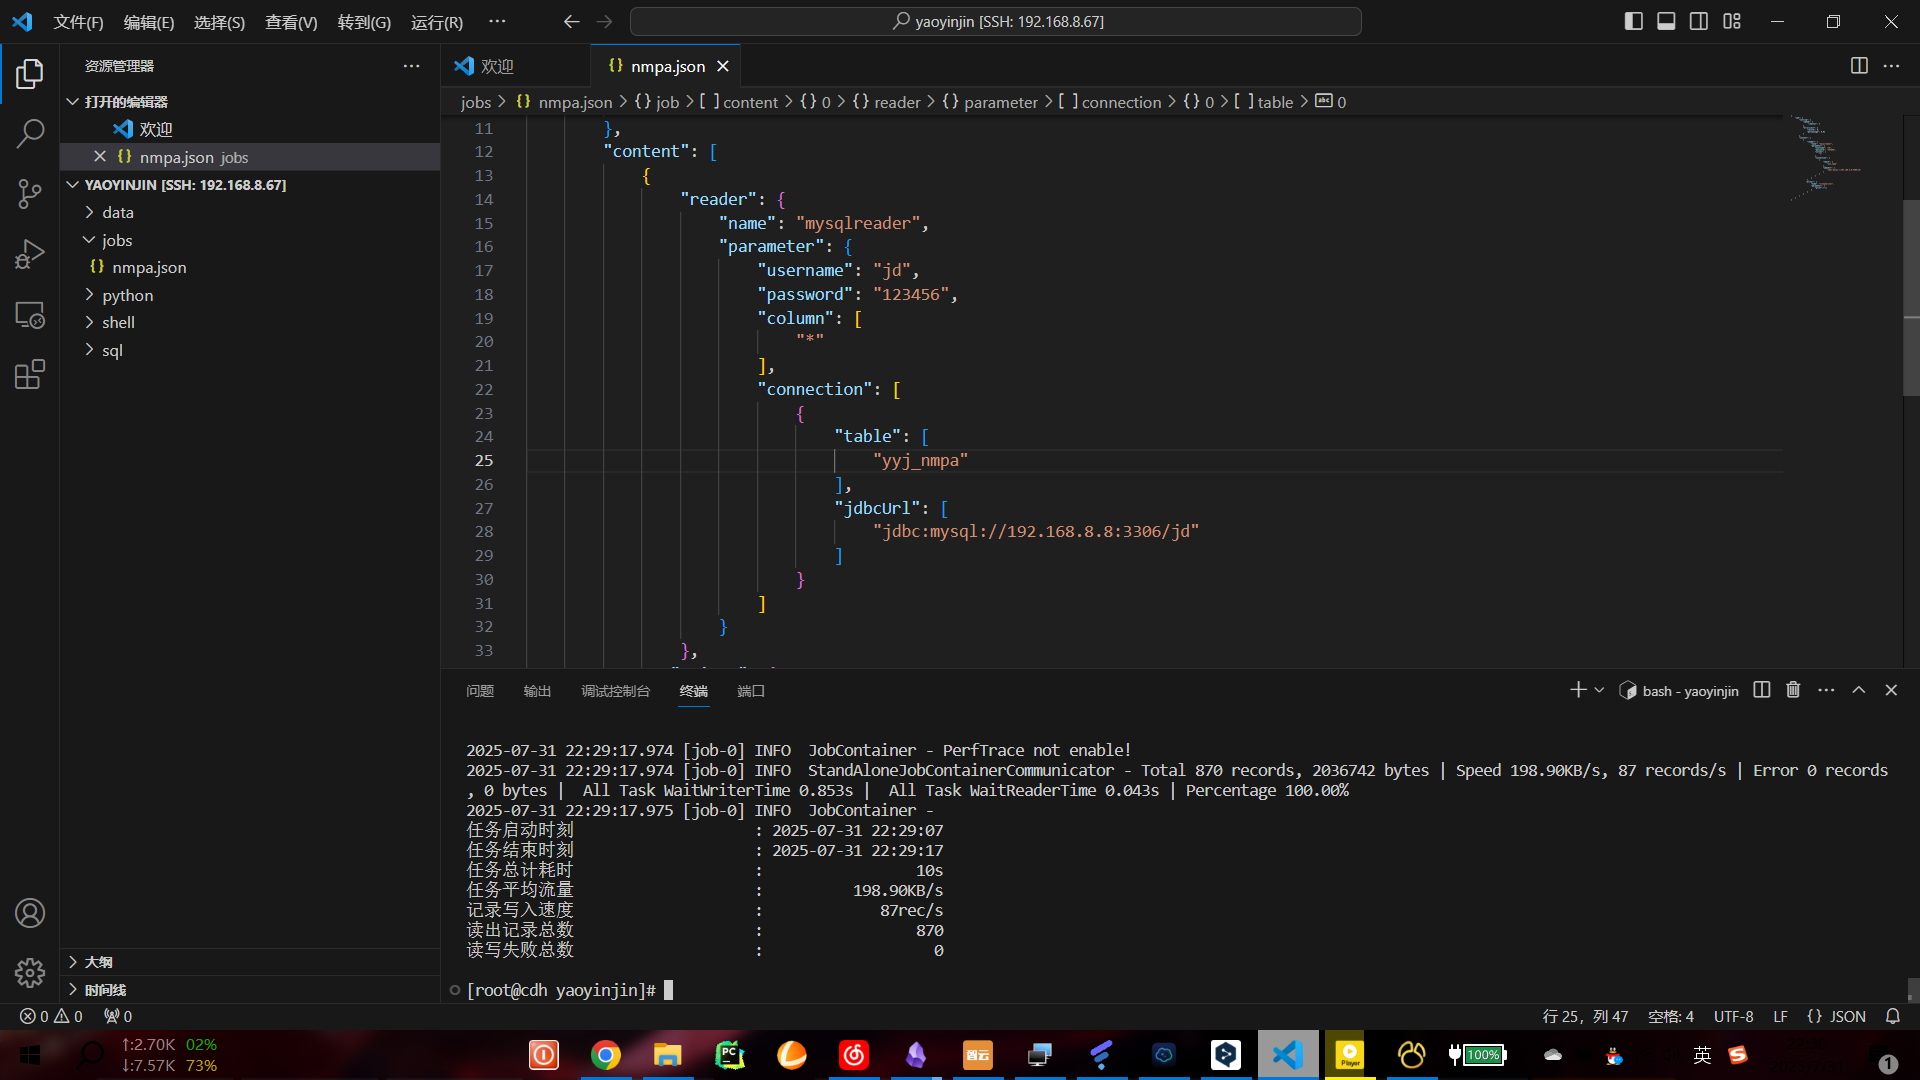 文件(F) 编辑(E) 选择(S) 查看(V) 转到(G) 运行(R) ··· yaoyinjin [SSH: 192.168.8.67]
资源管理器
打开的编辑器
欢迎
nmpa.json jobs
YAOYINJIN [SSH: 192.168.8.67]
data
jobs
nmpa.json
python
shell
sql
大纲
时间线
欢迎 {} nmpa.json
jobs > {} nmpa.json > {} job > [ ] content > {} 0 > {} reader > {} parameter > [ ] connection > {} 0 > [ ] table > abc 0
11 },
12 "content": [
13 {
14 "reader": {
15 "name": "mysqlreader",
16 "parameter": {
17 "username": "jd",
18 "password": "123456",
19 "column": [
20 "*"
21 ],
22 "connection": [
23 {
24 "table": [
25 "yyj_nmpa"
26 ],
27 "jdbcUrl": [
28 "jdbc:mysql://192.168.8.8:3306/jd"
29 ]
30 }
31 ]
32 }
33 },
问题 输出 调试控制台 终端 端口 bash - yaoyinjin
2025-07-31 22:29:17.974 [job-0] INFO JobContainer - PerfTrace not enable!
2025-07-31 22:29:17.974 [job-0] INFO StandAloneJobContainerCommunicator - Total 870 records, 2036742 bytes | Speed 198.90KB/s, 87 records/s | Error 0 records
, 0 bytes | All Task WaitWriterTime 0.853s | All Task WaitReaderTime 0.043s | Percentage 100.00%
2025-07-31 22:29:17.975 [job-0] INFO JobContainer -
任务启动时刻 : 2025-07-31 22:29:07
任务结束时刻 : 2025-07-31 22:29:17
任务总计耗时 : 10s
任务平均流量 : 198.90KB/s
记录写入速度 : 87rec/s
读出记录总数 : 870
读写失败总数 : 0
[root@cdh yaoyinjin]#
0 0 0 行 25，列 47 空格: 4 UTF-8 LF {} JSON
↑:2.70K 02%
↓:7.57K 73%
PC
智云
Player
100%
英
1